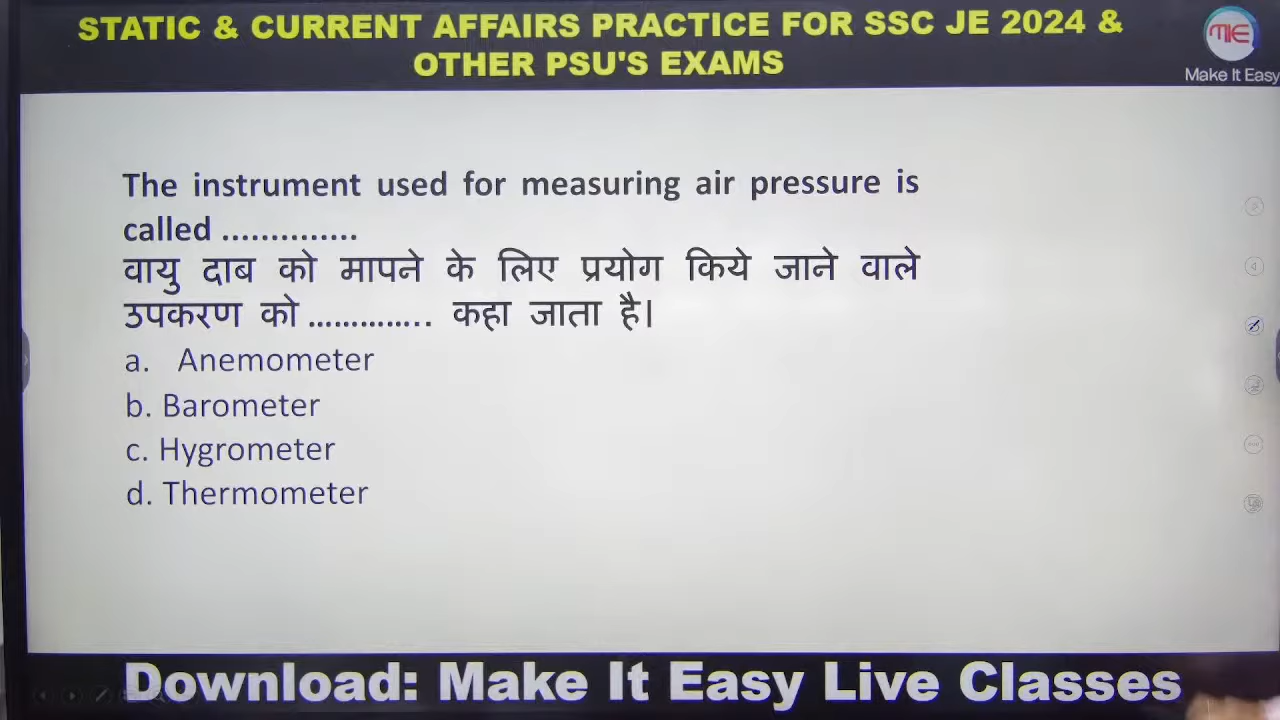 STATIC & CURRENT AFFAIRS PRACTICE FOR SSC JE 2024 &
OTHER PSU'S EXAMS
MIE
Make It Easy
The instrument used for measuring air pressure is
called ..............
वायु दाब को मापने के लिए प्रयोग किये जाने वाले
उपकरण को .............. कहा जाता है।
a. Anemometer
b. Barometer
c. Hygrometer
d. Thermometer
Download: Make It Easy Live Classes